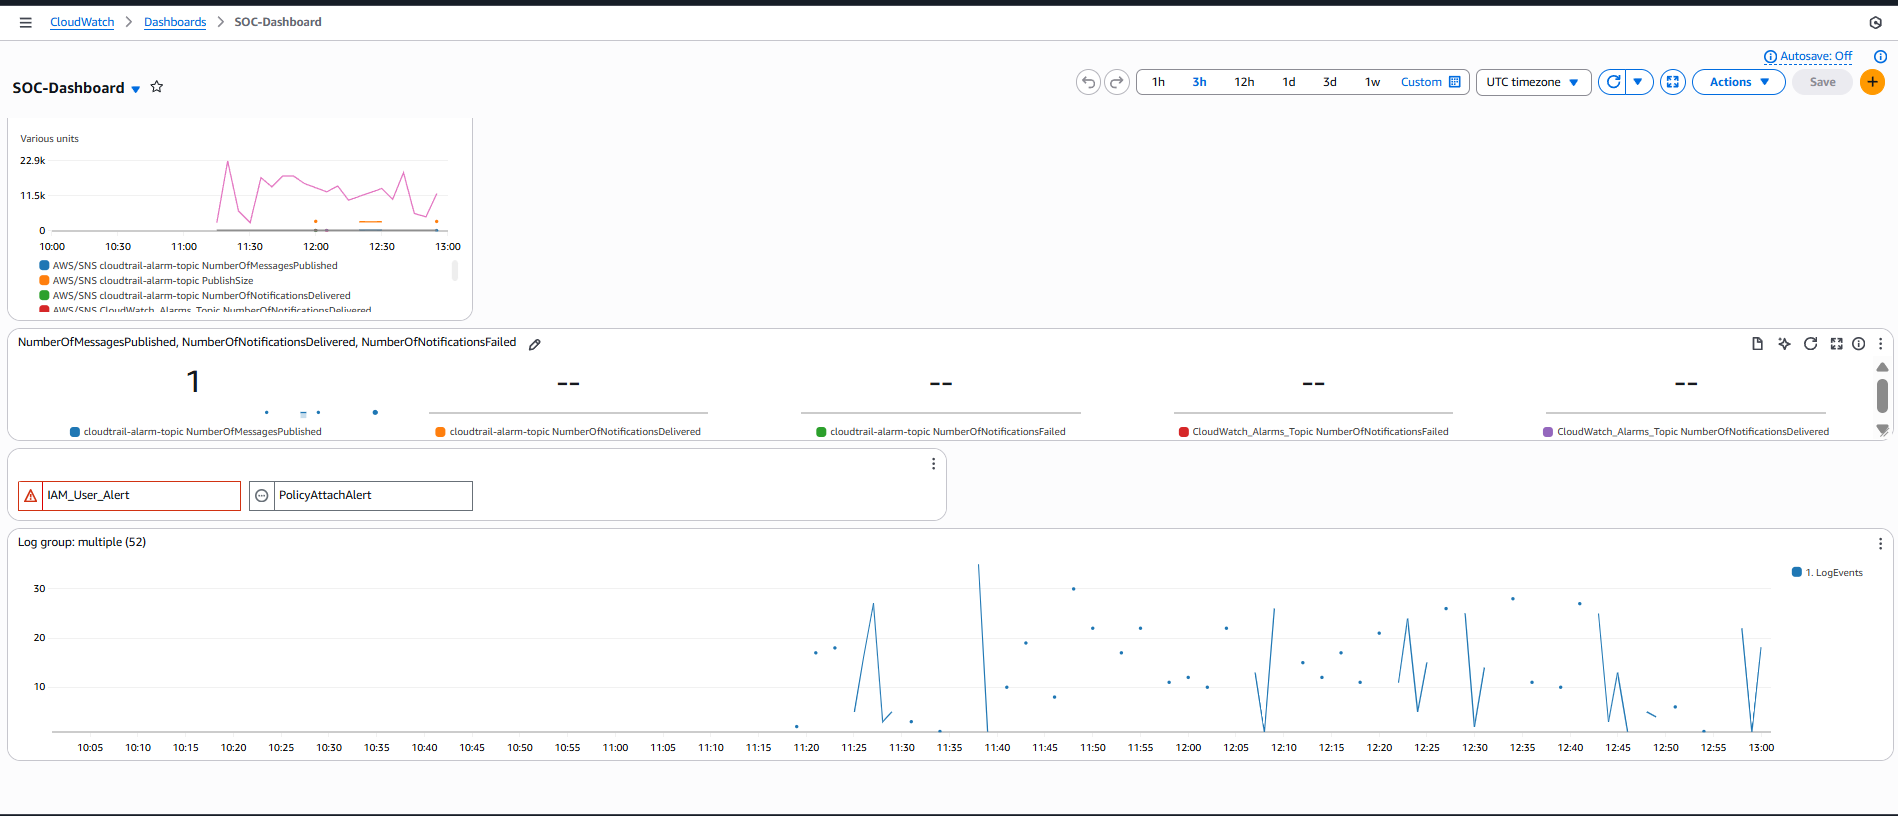 CloudWatch > Dashboards > SOC-Dashboard
Autosave: Off
SOC-Dashboard
1h 3h 12h 1d 3d 1w Custom UTC timezone Actions Save
Various units
22.9k
11.5k
0
10:00 10:30 11:00 11:30 12:00 12:30 13:00
AWS/SNS cloudtrail-alarm-topic NumberOfMessagesPublished
AWS/SNS cloudtrail-alarm-topic PublishSize
AWS/SNS cloudtrail-alarm-topic NumberOfNotificationsDelivered
AWS/SNS CloudWatch_Alarms_Topic NumberOfNotificationsDelivered
NumberOfMessagesPublished, NumberOfNotificationsDelivered, NumberOfNotificationsFailed
1 -- -- -- --
cloudtrail-alarm-topic NumberOfMessagesPublished cloudtrail-alarm-topic NumberOfNotificationsDelivered cloudtrail-alarm-topic NumberOfNotificationsFailed CloudWatch_Alarms_Topic NumberOfNotificationsFailed CloudWatch_Alarms_Topic NumberOfNotificationsDelivered
IAM_User_Alert PolicyAttachAlert
Log group: multiple (52)
1. LogEvents
30
20
10
10:05 10:10 10:15 10:20 10:25 10:30 10:35 10:40 10:45 10:50 10:55 11:00 11:05 11:10 11:15 11:20 11:25 11:30 11:35 11:40 11:45 11:50 11:55 12:00 12:05 12:10 12:15 12:20 12:25 12:30 12:35 12:40 12:45 12:50 12:55 13:00